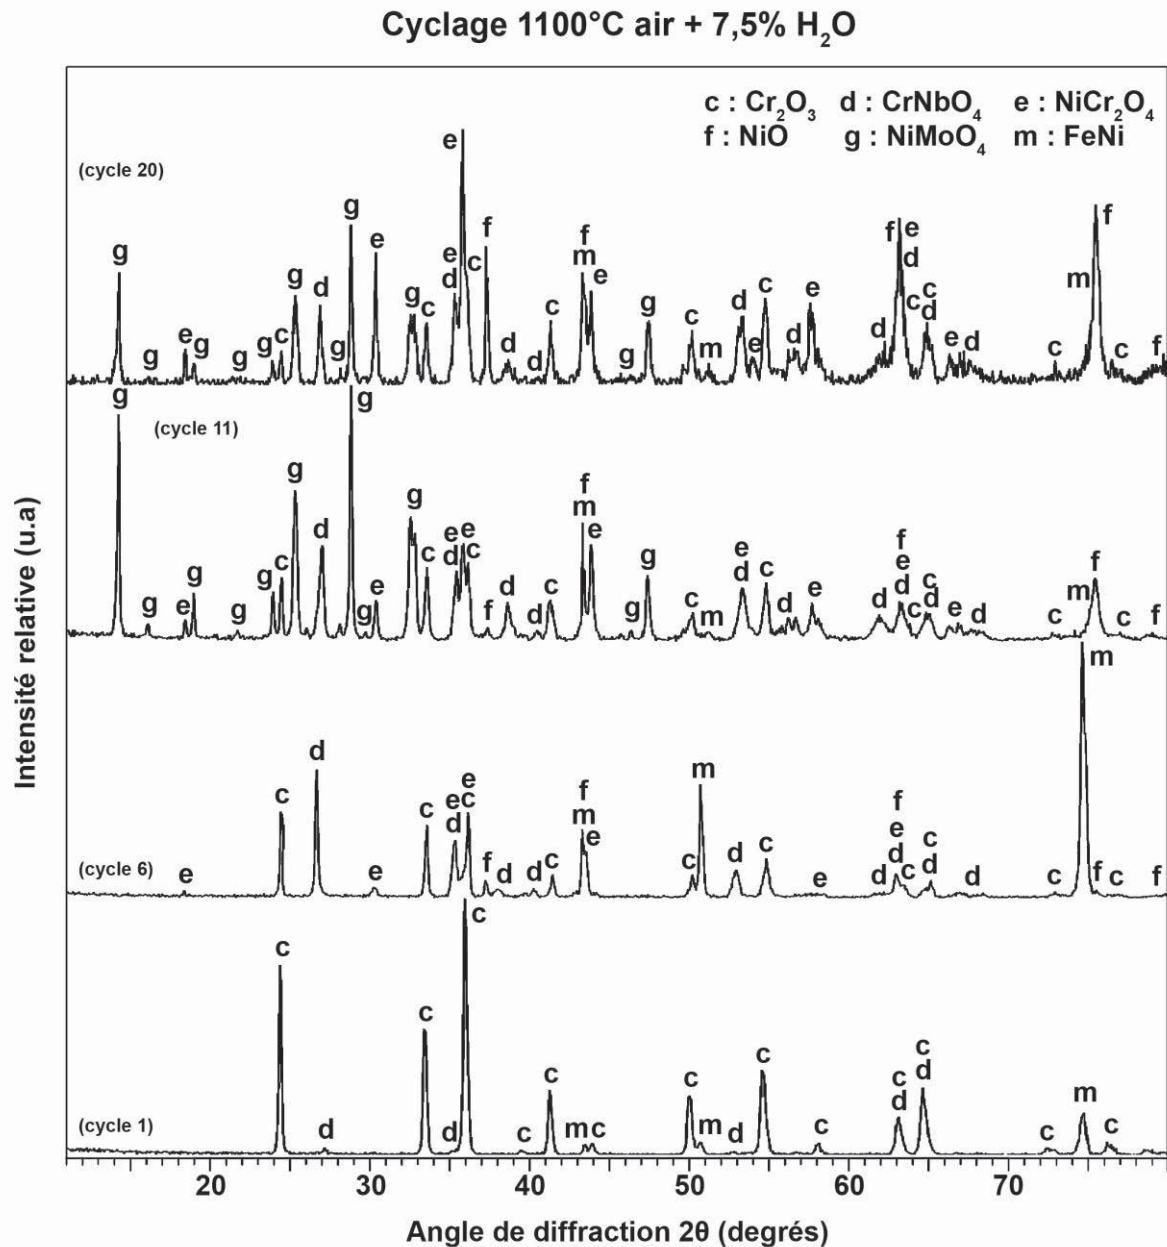 Cyclage 1100°C air + 7,5% H₂O
c : Cr₂O₃ d : CrNbO₄ e : NiCr₂O₄
f : NiO g : NiMoO₄ m : FeNi
(cycle 20)
g g e g g g c g d g g e g c e d e c f d d c f m e g g c m d e c d e d f e d c c d e d c m f c f
(cycle 11)
g g e g g g c g d g g e g c e d e c f d d c f m e g g c m e d c d e d f e d c c d e d c m f c f
(cycle 6)
e c d e c e d e c f d d c f m e c m d c e d f e d c c d d c m f c f
(cycle 1)
c d c d c c c m c c m d c c c d c d c m c
20 30 40 50 60 70
Intensité relative (u.a)
Angle de diffraction 2θ (degrés)